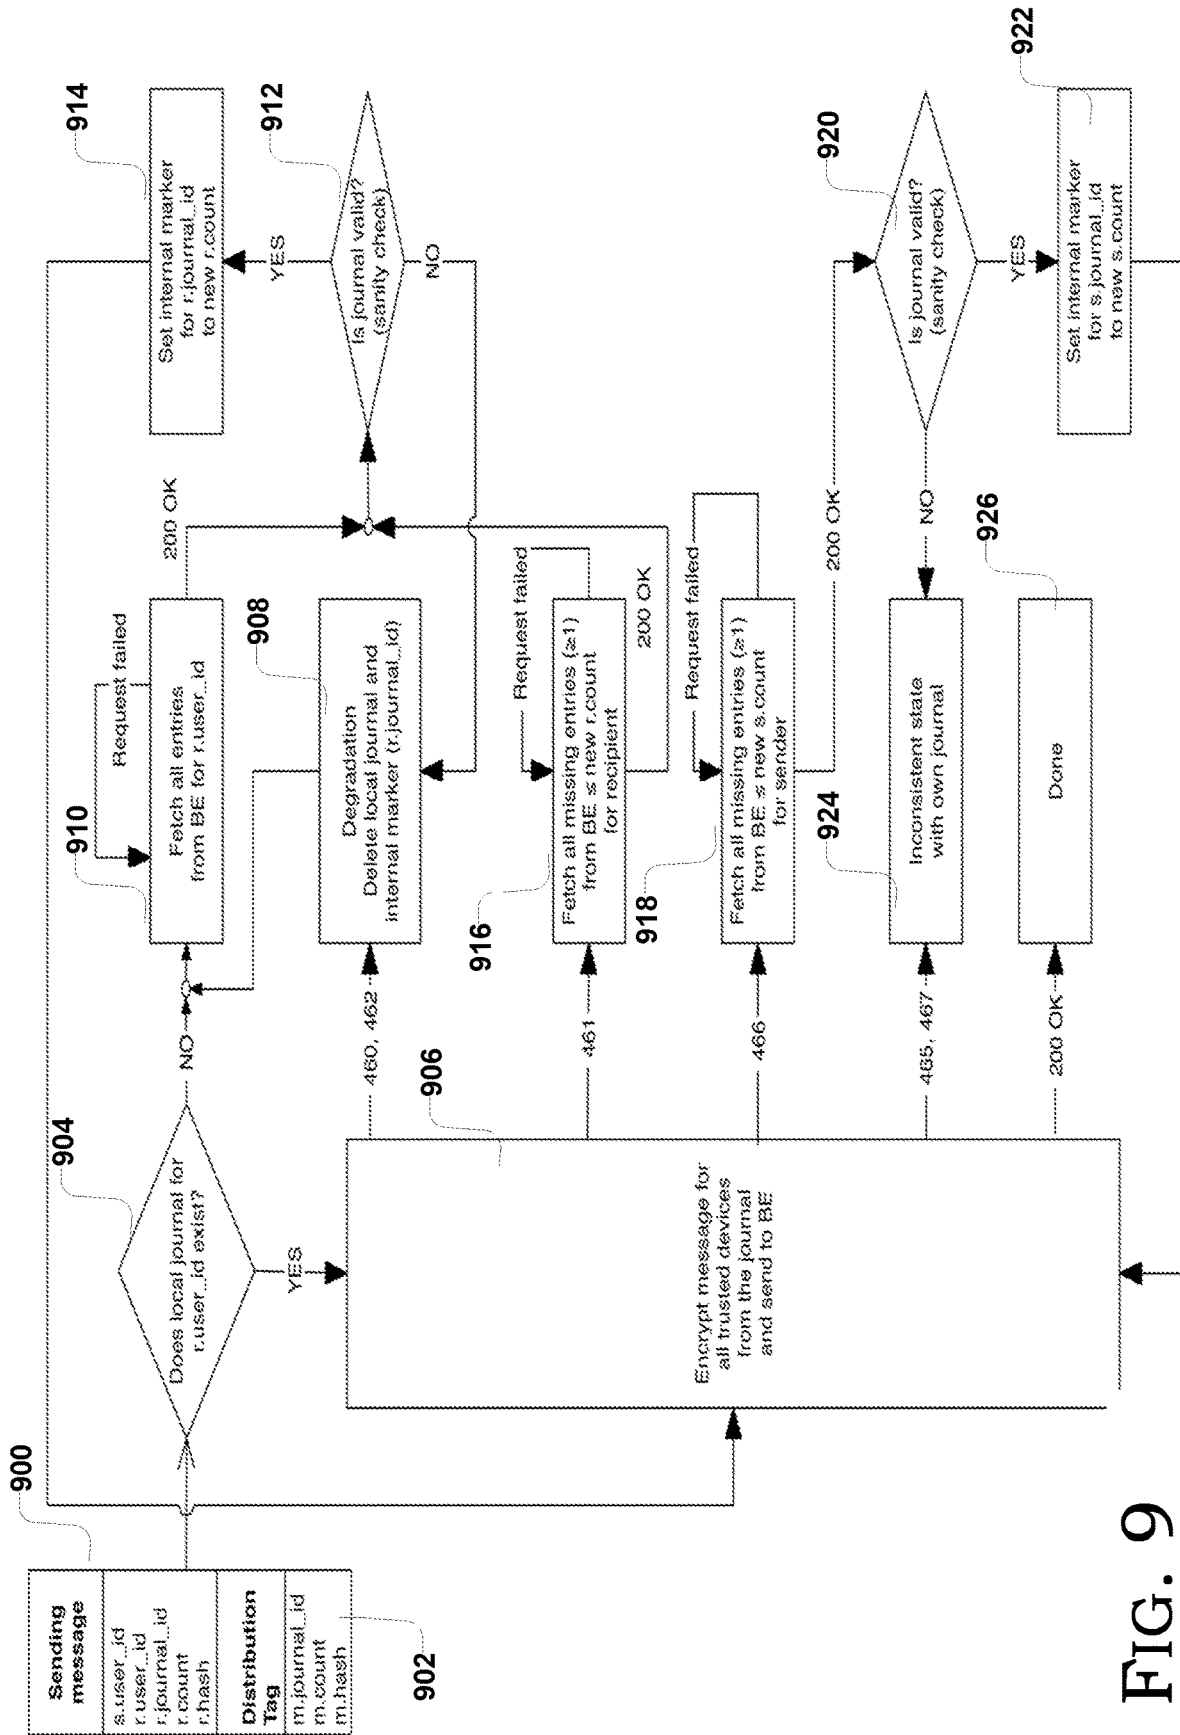 900
Sending
message
s.user_id
r.user_id
r.journal_id
r.count
r.hash
Distribution
Tag
m.journal_id
m.count
m.hash
902
904
Does local journal for
r.user_id exist?
NO
YES
906
Encrypt message for
all trusted devices
from the journal
and send to BE
460, 462
461
466
465, 467
200 OK
910
Fetch all entries
from BE for r.user_id
Request failed
200 OK
908
Degradation
Delete local journal and
internal marker (r.journal_id)
916
Fetch all missing entries (≥1)
from BE ≤ new r.count
for recipient
Request failed
200 OK
918
Fetch all missing entries (≥1)
from BE ≤ new s.count
for sender
Request failed
200 OK
924
Inconsistent state
with own journal
926
Done
914
Set internal marker
for r.journal_id
to new r.count
YES
912
Is journal valid?
(sanity check)
NO
920
Is journal valid?
(sanity check)
NO
YES
922
Set internal marker
for s.journal_id
to new s.count
FIG. 9